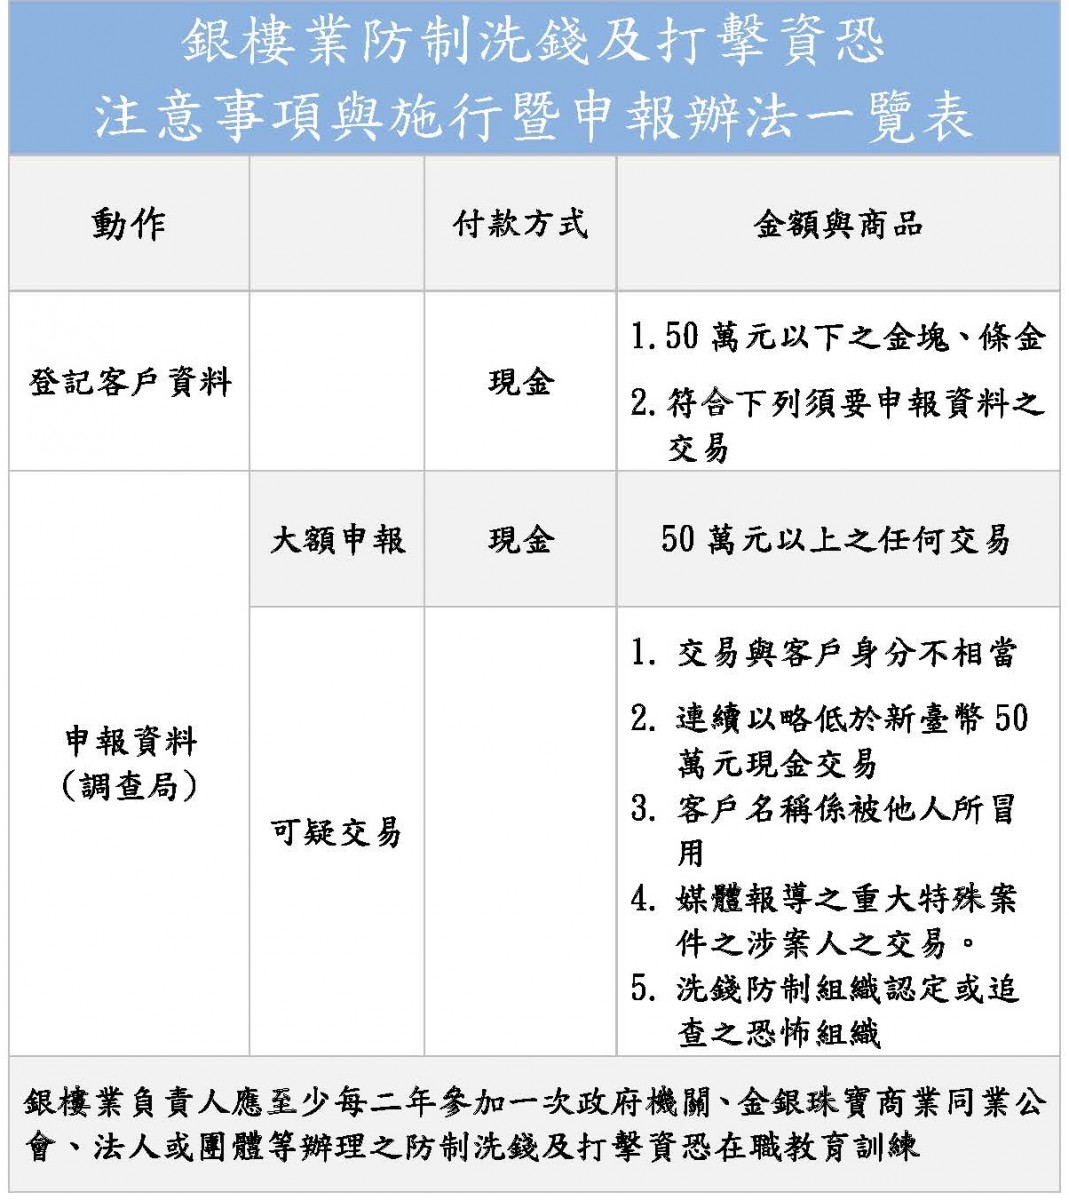 銀樓業防制洗錢及打擊資恐
注意事項與施行暨申報辦法一覽表
動作
付款方式
金額與商品
登記客戶資料
現金
1.50 萬元以下之金塊、條金
2.符合下列須要申報資料之
交易
申報資料
(調查局)
大額申報
現金
50 萬元以上之任何交易
可疑交易
1. 交易與客戶身分不相當
2. 連續以略低於新臺幣 50
萬元現金交易
3. 客戶名稱係被他人所冒
用
4. 媒體報導之重大特殊案
件之涉案人之交易。
5. 洗錢防制組織認定或追
查之恐怖組織
銀樓業負責人應至少每二年參加一次政府機關、金銀珠寶商業同業公
會、法人或團體等辦理之防制洗錢及打擊資恐在職教育訓練